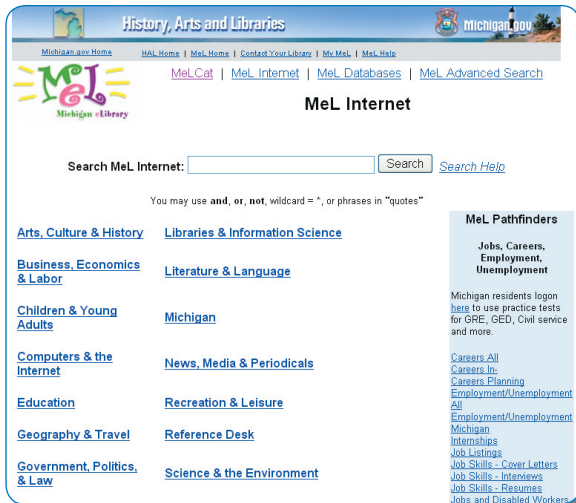 History, Arts and Libraries
Michigan.gov
Michigan.gov Home
HAL Home | MeL Home | Contact Your Library | My MeL | MeL Help
MeL
Michigan eLibrary
MeLCat | MeL Internet | MeL Databases | MeL Advanced Search
MeL Internet
Search MeL Internet: Search Search Help
You may use and, or, not, wildcard = *, or phrases in "quotes"
Arts, Culture & History
Libraries & Information Science
Business, Economics
& Labor
Literature & Language
Children & Young
Adults
Michigan
Computers & the
Internet
News, Media & Periodicals
Education
Recreation & Leisure
Geography & Travel
Reference Desk
Government, Politics,
& Law
Science & the Environment
MeL Pathfinders
Jobs, Careers,
Employment,
Unemployment
Michigan residents logon
here to use practice tests
for GRE, GED, Civil service
and more.
Careers All
Careers In-
Careers Planning
Employment/Unemployment
All
Employment/Unemployment
Michigan
Internships
Job Listings
Job Skills - Cover Letters
Job Skills - Interviews
Job Skills - Resumes
Jobs and Disabled Workers